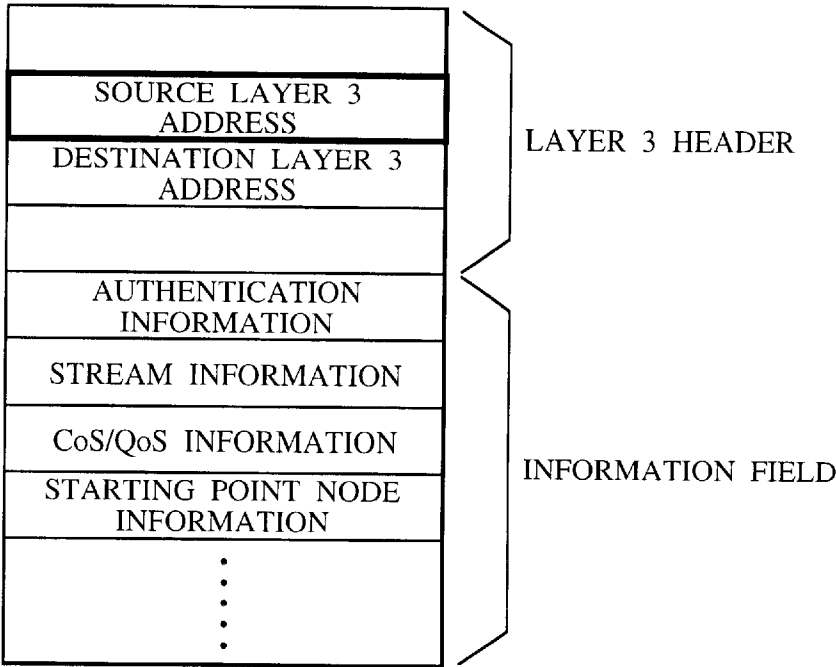 SOURCE LAYER 3
ADDRESS
DESTINATION LAYER 3
ADDRESS
LAYER 3 HEADER
AUTHENTICATION
INFORMATION
STREAM INFORMATION
CoS/QoS INFORMATION
STARTING POINT NODE
INFORMATION
INFORMATION FIELD